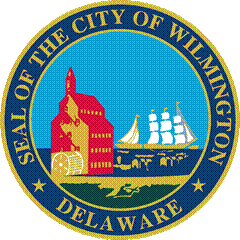 SEAL OF THE CITY OF WILMINGTON
DELAWARE